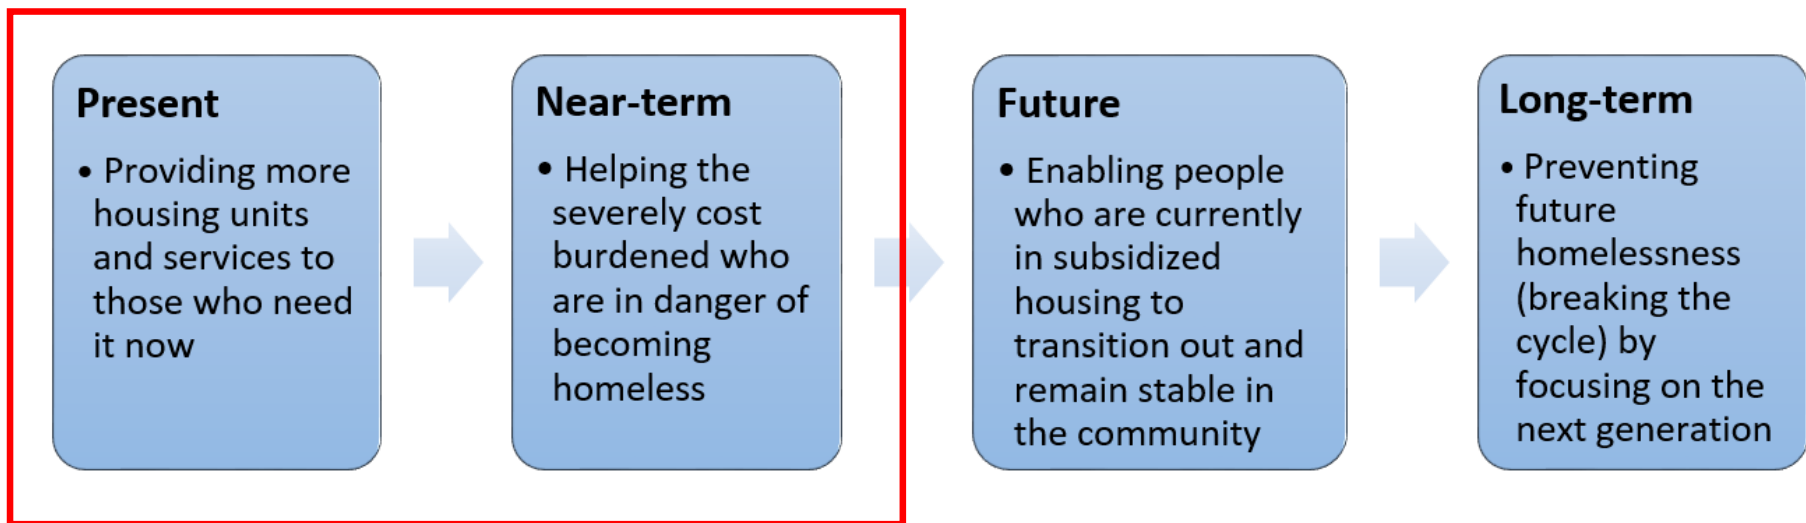 Present
• Providing more
housing units
and services to
those who need
it now
Near-term
• Helping the
severely cost
burdened who
are in danger of
becoming
homeless
Future
• Enabling people
who are currently
in subsidized
housing to
transition out and
remain stable in
the community
Long-term
• Preventing
future
homelessness
(breaking the
cycle) by
focusing on the
next generation